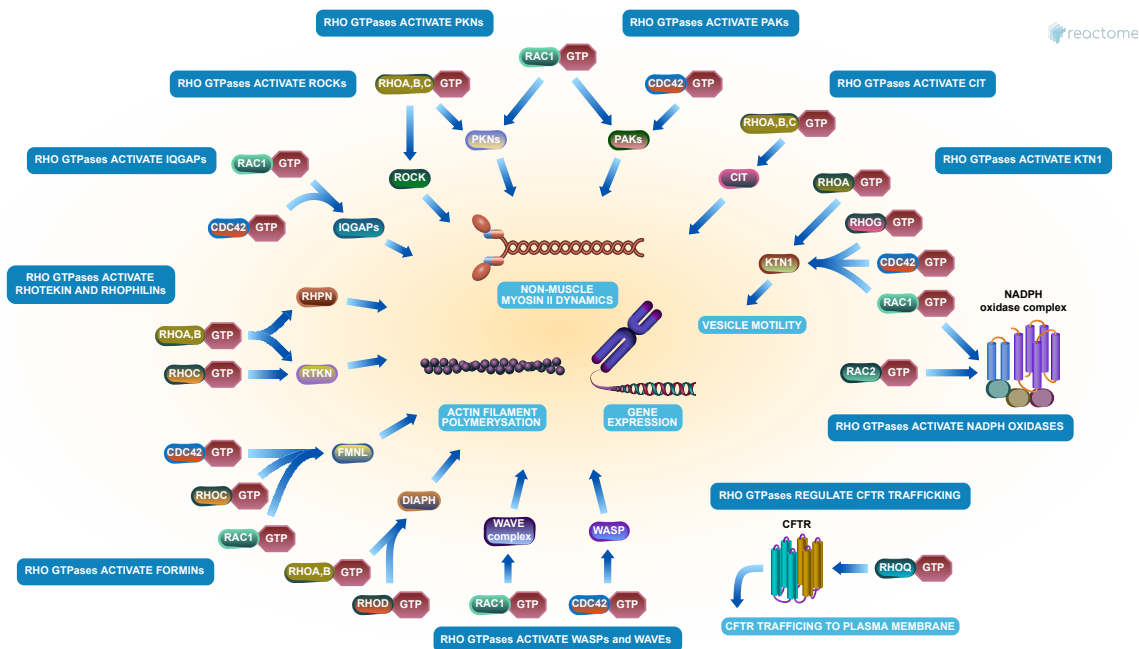 RHO GTPases ACTIVATE PKNs
RHO GTPases ACTIVATE PAKs
reactome
RAC1 GTP
RHO GTPases ACTIVATE ROCKs
RHOA,B,C GTP
CDC42 GTP
RHO GTPases ACTIVATE CIT
PKNs
PAKs
RHOA,B,C GTP
RHO GTPases ACTIVATE IQGAPs
RAC1 GTP
ROCK
CIT
RHO GTPases ACTIVATE KTN1
RHOA GTP
CDC42 GTP
IQGAPs
RHOG GTP
KTN1
CDC42 GTP
RHO GTPases ACTIVATE
RHOTEKIN AND RHOPHILINs
RHPN
NON-MUSCLE
MYOSIN II DYNAMICS
RAC1 GTP
NADPH
oxidase complex
VESICLE MOTILITY
RHOA,B GTP
RHOC GTP
RTKN
RAC2 GTP
ACTIN FILAMENT
POLYMERYSATION
GENE
EXPRESSION
RHO GTPases ACTIVATE NADPH OXIDASES
CDC42 GTP
FMNL
RHOC GTP
DIAPH
RHO GTPases REGULATE CFTR TRAFFICKING
RAC1 GTP
WAVE
complex
WASP
CFTR
RHO GTPases ACTIVATE FORMINs
RHOA,B GTP
RHOQ GTP
RHOD GTP
RAC1 GTP
CDC42 GTP
CFTR TRAFFICING TO PLASMA MEMBRANE
RHO GTPases ACTIVATE WASPs and WAVEs